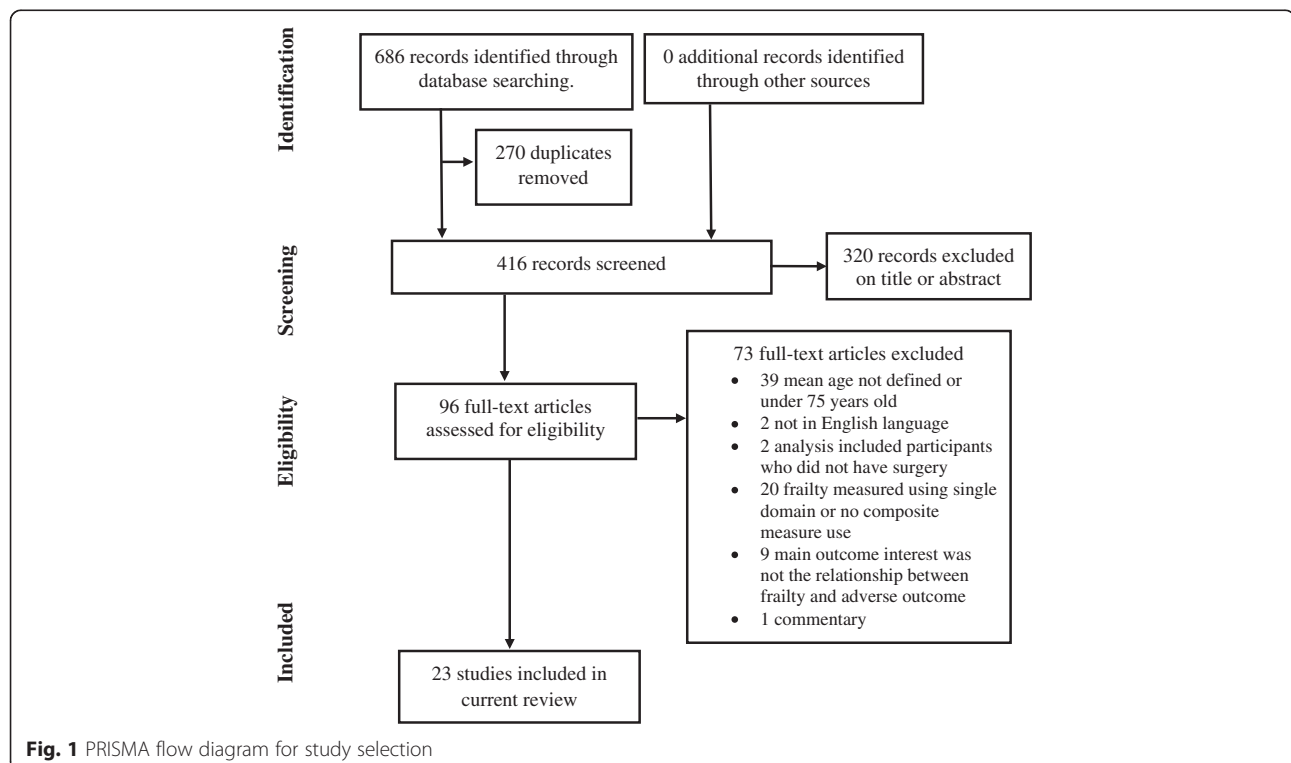 Identification
686 records identified through
database searching.
0 additional records identified
through other sources
270 duplicates
removed
Screening
416 records screened
320 records excluded
on title or abstract
Eligibility
96 full-text articles
assessed for eligibility
73 full-text articles excluded
• 39 mean age not defined or
under 75 years old
• 2 not in English language
• 2 analysis included participants
who did not have surgery
• 20 frailty measured using single
domain or no composite
measure use
• 9 main outcome interest was
not the relationship between
frailty and adverse outcome
• 1 commentary
Included
23 studies included in
current review
Fig. 1 PRISMA flow diagram for study selection